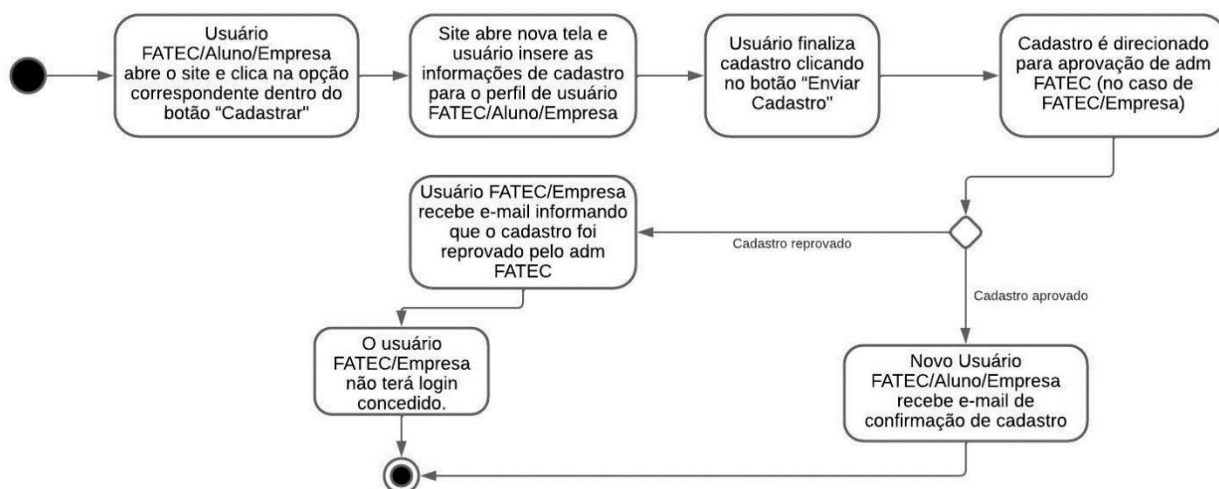 Usuário
FATEC/Aluno/Empresa
abre o site e clica na opção
correspondente dentro do
botão “Cadastrar"
Site abre nova tela e
usuário insere as
informações de cadastro
para o perfil de usuário
FATEC/Aluno/Empresa
Usuário finaliza
cadastro clicando
no botão “Enviar
Cadastro"
Cadastro é direcionado
para aprovação de adm
FATEC (no caso de
FATEC/Empresa)
Usuário FATEC/Empresa
recebe e-mail informando
que o cadastro foi
reprovado pelo adm
FATEC
Cadastro reprovado
Cadastro aprovado
O usuário
FATEC/Empresa
não terá login
concedido.
Novo Usuário
FATEC/Aluno/Empresa
recebe e-mail de
confirmação de cadastro